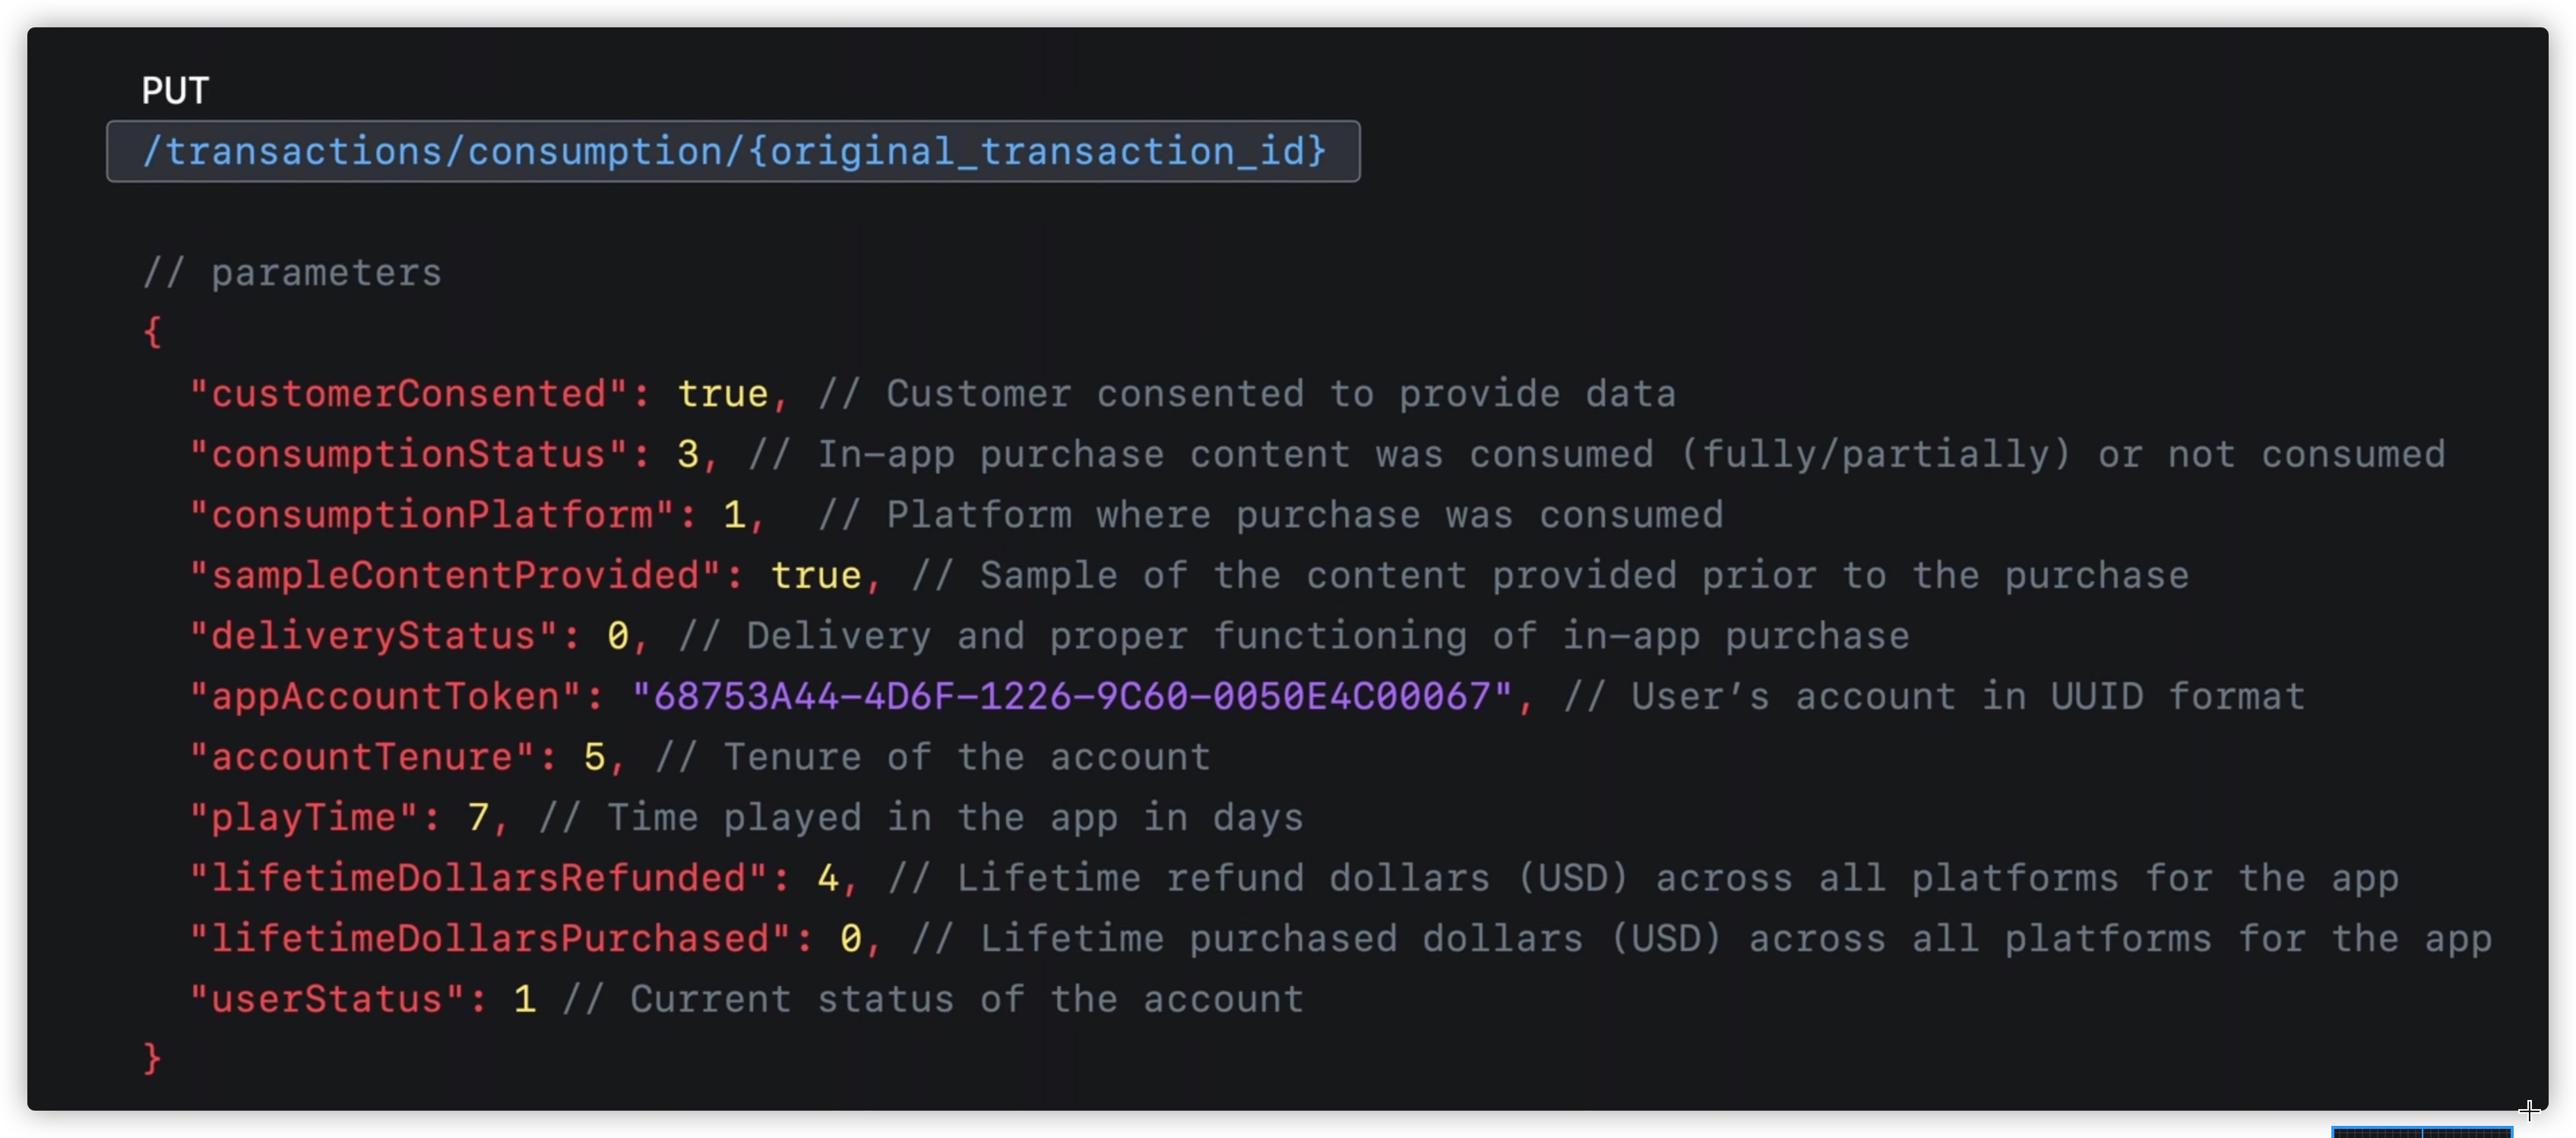 PUT
/transactions/consumption/{original_transaction_id}
// parameters
{
"customerConsented": true, // Customer consented to provide data
"consumptionStatus": 3, // In-app purchase content was consumed (fully/partially) or not consumed
"consumptionPlatform": 1,  // Platform where purchase was consumed
"sampleContentProvided": true, // Sample of the content provided prior to the purchase
"deliveryStatus": 0, // Delivery and proper functioning of in-app purchase
"appAccountToken": "68753A44-4D6F-1226-9C60-0050E4C00067", // User’s account in UUID format
"accountTenure": 5, // Tenure of the account
"playTime": 7, // Time played in the app in days
"lifetimeDollarsRefunded": 4, // Lifetime refund dollars (USD) across all platforms for the app
"lifetimeDollarsPurchased": 0, // Lifetime purchased dollars (USD) across all platforms for the app
"userStatus": 1 // Current status of the account
}